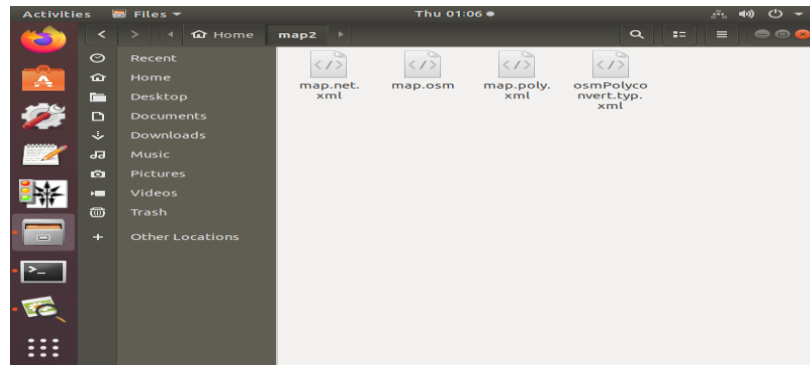 Activities
Files
Thu 01:06
Home
map2
Recent
Home
Desktop
Documents
Downloads
Music
Pictures
Videos
Trash
Other Locations
map.net.
xml
map.osm
map.poly.
xml
osmPolyco
nvert.typ.
xml